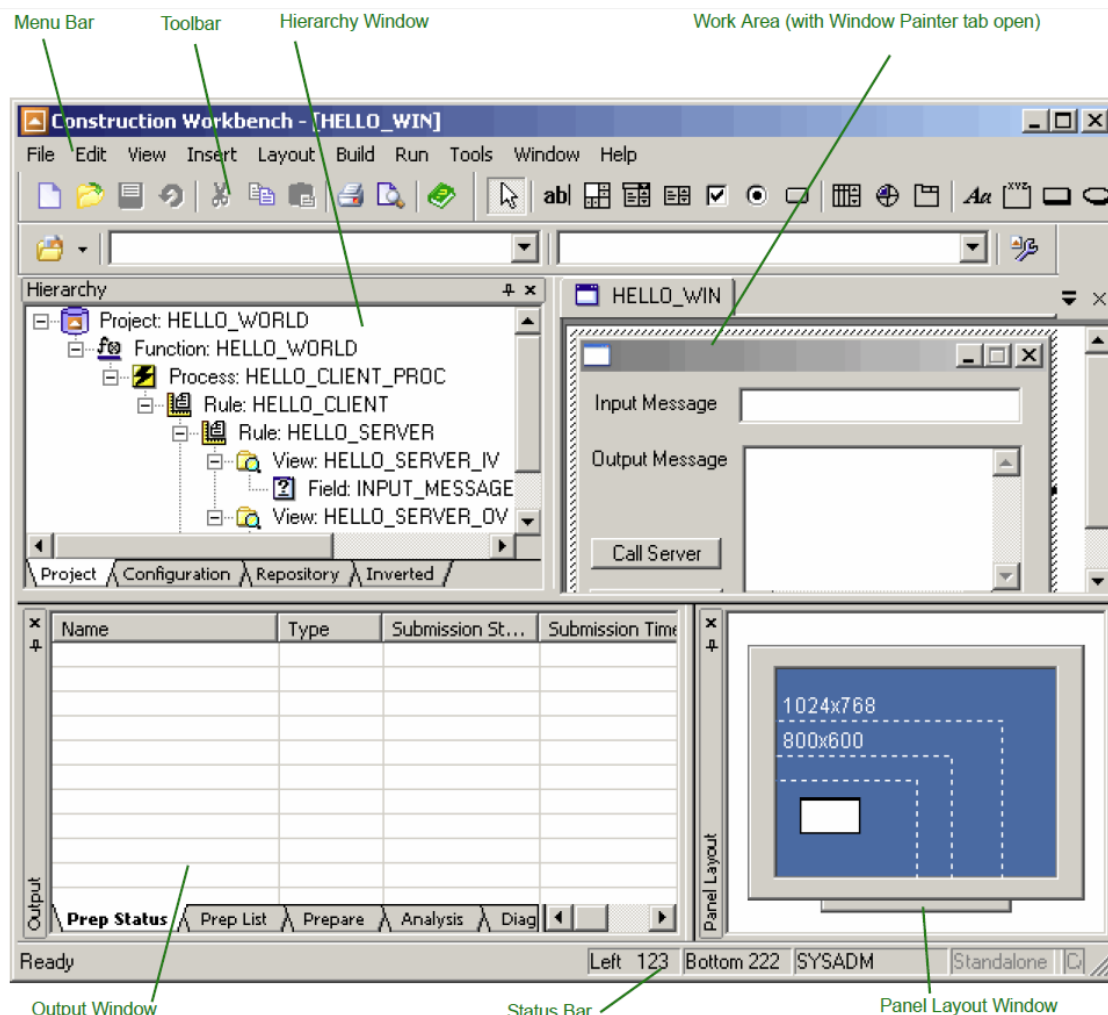 Menu Bar Toolbar Hierarchy Window Work Area (with Window Painter tab open)
Construction Workbench - [HELLO_WIN]
File Edit View Insert Layout Build Run Tools Window Help
ab| Aa XYZ
Hierarchy
HELLO_WIN
Project: HELLO_WORLD
Function: HELLO_WORLD
Process: HELLO_CLIENT_PROC
Rule: HELLO_CLIENT
Rule: HELLO_SERVER
View: HELLO_SERVER_IV
Field: INPUT_MESSAGE
View: HELLO_SERVER_OV
Project Configuration Repository Inverted
Input Message
Output Message
Call Server
Name Type Submission St... Submission Time
Output
Prep Status Prep List Prepare Analysis Diag
Panel Layout
1024x768
800x600
Ready Left 123 Bottom 222 SYSADM Standalone
Output Window Status Bar Panel Layout Window